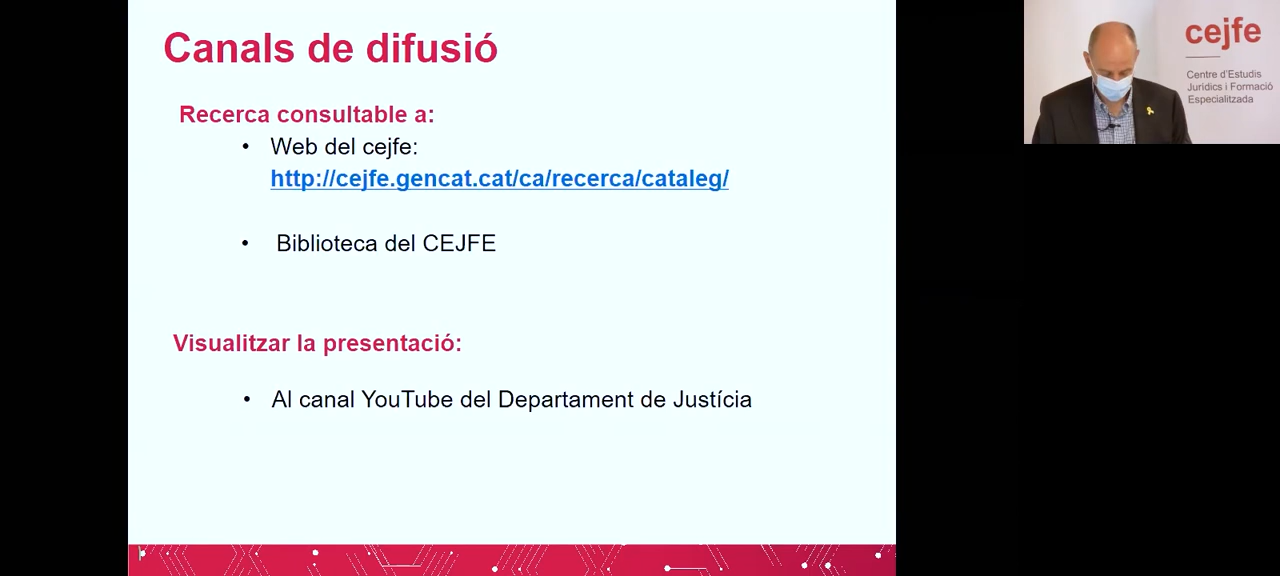 Canals de difusió
Recerca consultable a:
• Web del cejfe:
http://cejfe.gencat.cat/ca/recerca/cataleg/
• Biblioteca del CEJFE
Visualitzar la presentació:
• Al canal YouTube del Departament de Justícia
cejfe
Centre d'Estudis
Jurídics i Formació
Especialitzada